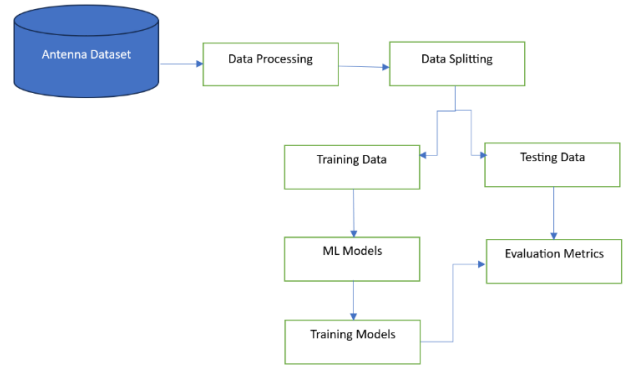 Antenna Dataset
Data Processing
Data Splitting
Training Data
Testing Data
ML Models
Evaluation Metrics
Training Models